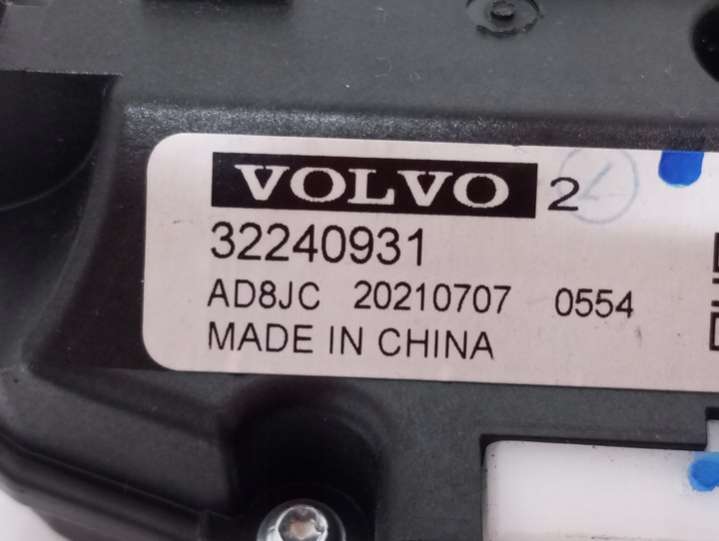 VOLVO 2
32240931
AD8JC 20210707 0554
MADE IN CHINA